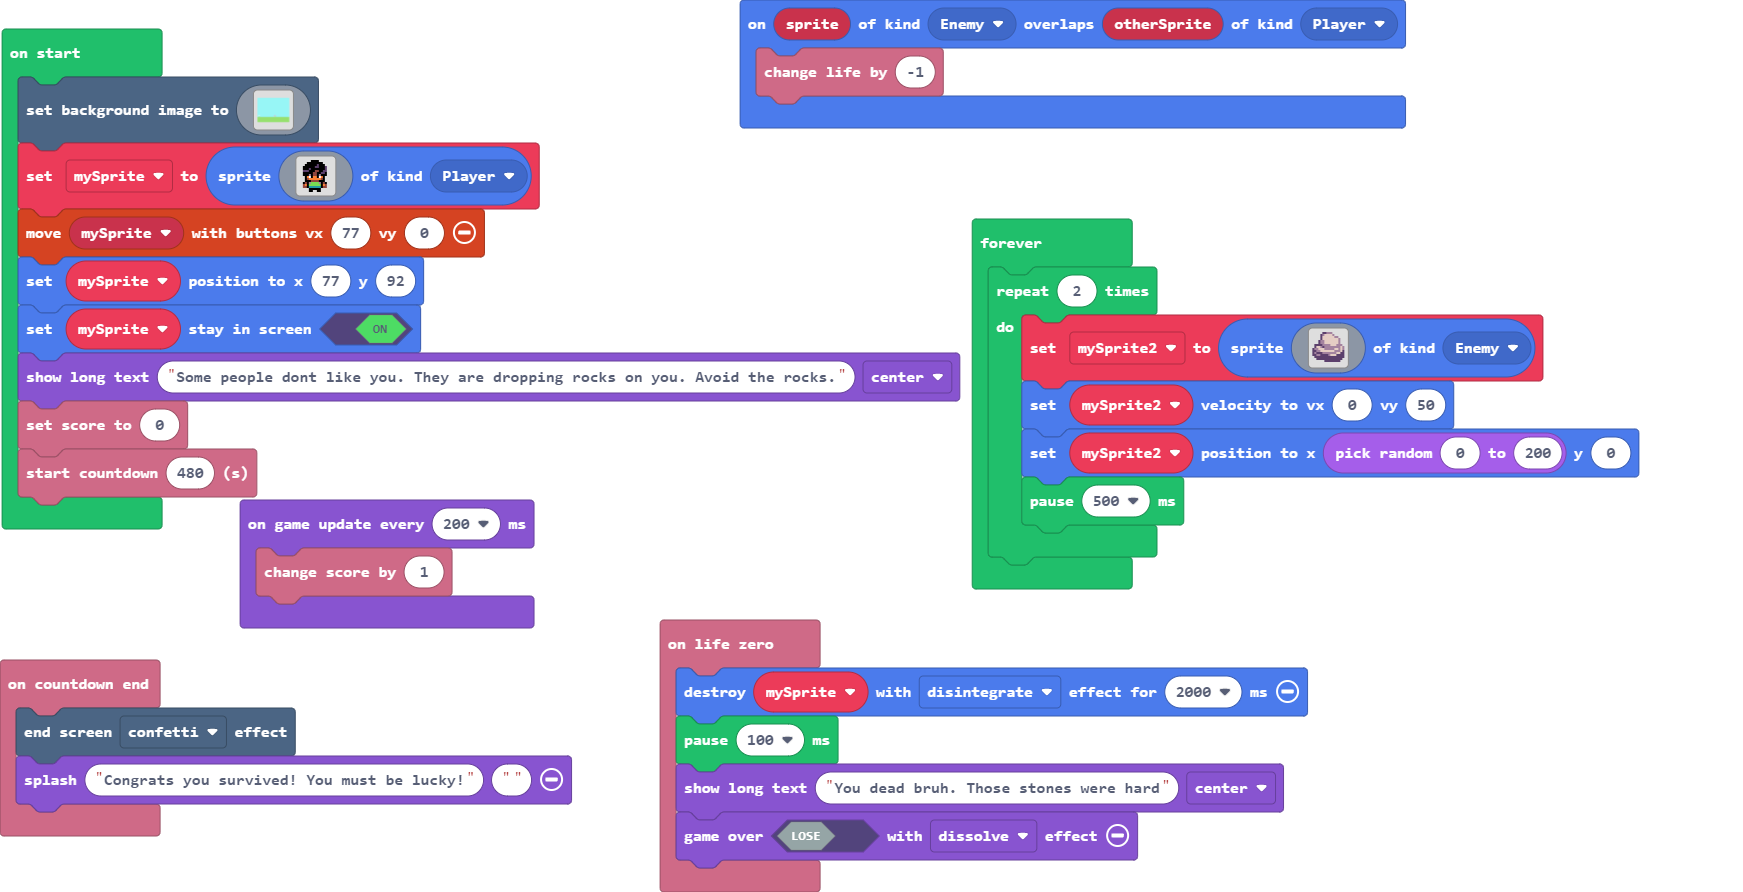 on start
set background image to
set mySprite to sprite of kind Player
move mySprite with buttons vx 77 vy 0
set mySprite position to x 77 y 92
set mySprite stay in screen ON
show long text "Some people dont like you. They are dropping rocks on you. Avoid the rocks." center
set score to 0
start countdown 480 (s)
on game update every 200 ms
change score by 1
on countdown end
end screen confetti effect
splash "Congrats you survived! You must be lucky!" " "
on sprite of kind Enemy overlaps otherSprite of kind Player
change life by -1
forever
repeat 2 times
do
set mySprite2 to sprite of kind Enemy
set mySprite2 velocity to vx 0 vy 50
set mySprite2 position to x pick random 0 to 200 y 0
pause 500 ms
on life zero
destroy mySprite with disintegrate effect for 2000 ms
pause 100 ms
show long text "You dead bruh. Those stones were hard" center
game over LOSE with dissolve effect